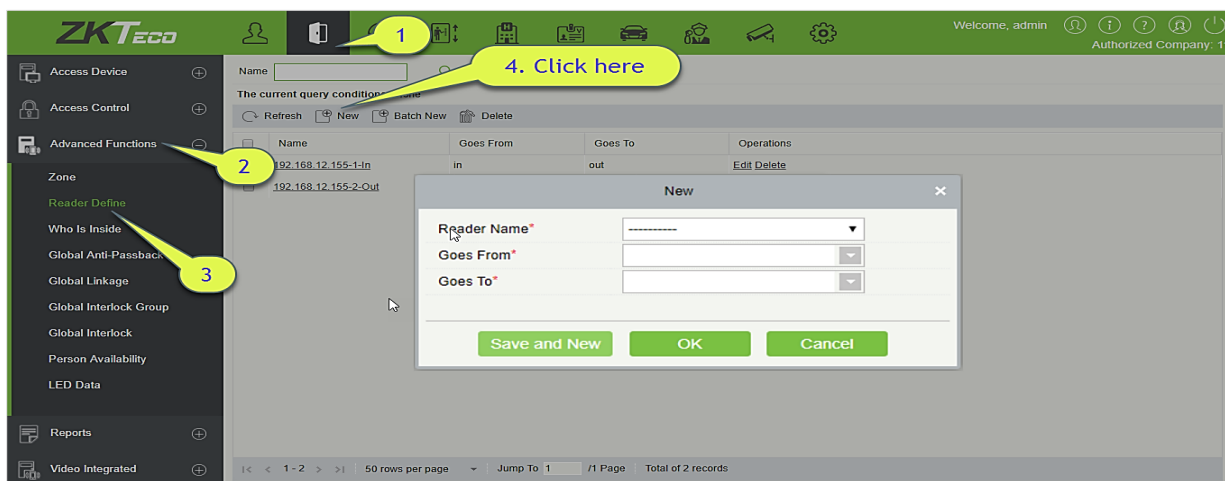 ZKTECO
1
Welcome, admin
Authorized Company: 1
Access Device
Name
4. Click here
Access Control
The current query condition
Refresh New Batch New Delete
Advanced Functions
Name Goes From Goes To Operations
2
192.168.12.155-1-In in out Edit Delete
192.168.12.155-2-Out
Zone
Reader Define
Who Is Inside
Global Anti-Passback
3
Global Linkage
Global Interlock Group
Global Interlock
Person Availability
LED Data
New ×
Reader Name* ----------
Goes From*
Goes To*
Save and New OK Cancel
Reports
Video Integrated
|< < 1 - 2 > >| 50 rows per page Jump To 1 /1 Page Total of 2 records